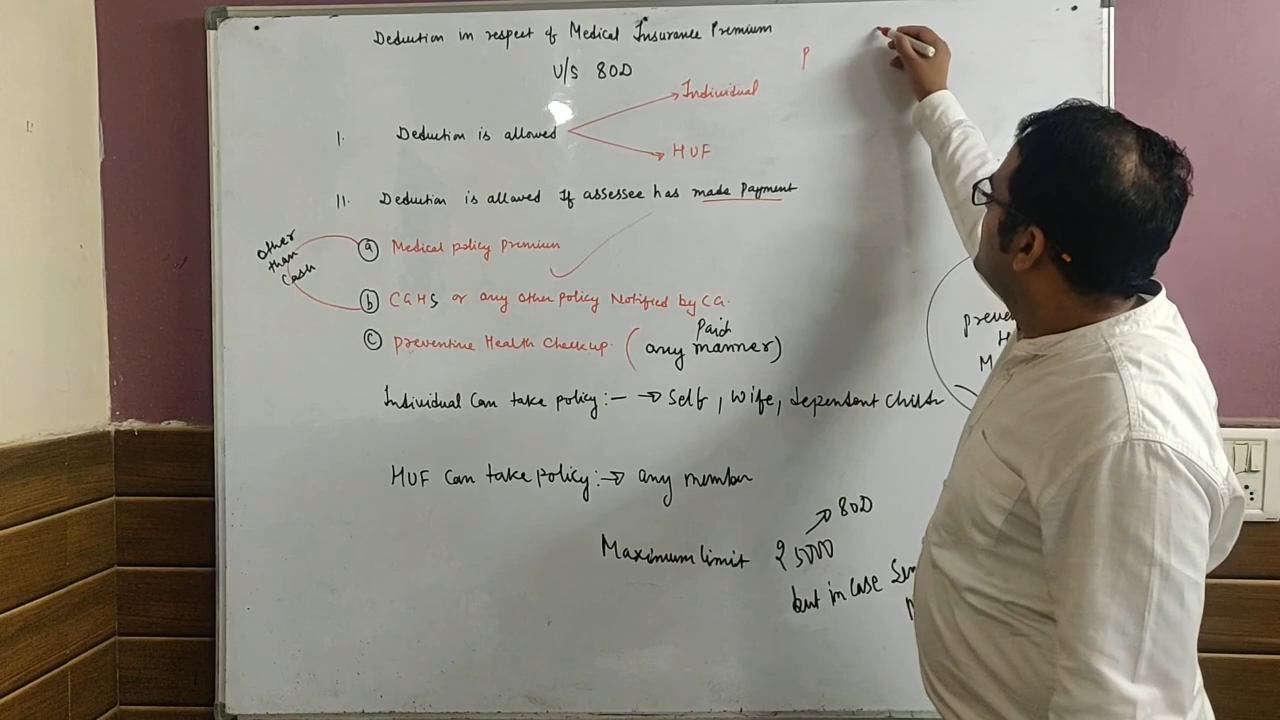 Deduction in respect of Medical Insurance Premium
U/S 80D
P
I. Deduction is allowed
Individual
HUF
II. Deduction is allowed If assessee has made payment
Other than Cash
(a) Medical policy premium
(b) CGHS or any other policy Notified by CG.
(c) preventive Health Checkup (any manner)
Paid
Individual Can take policy :- → Self, Wife, dependent child
HUF Can take policy :→ any member
→ 80D
Maximum limit 25000
but in case